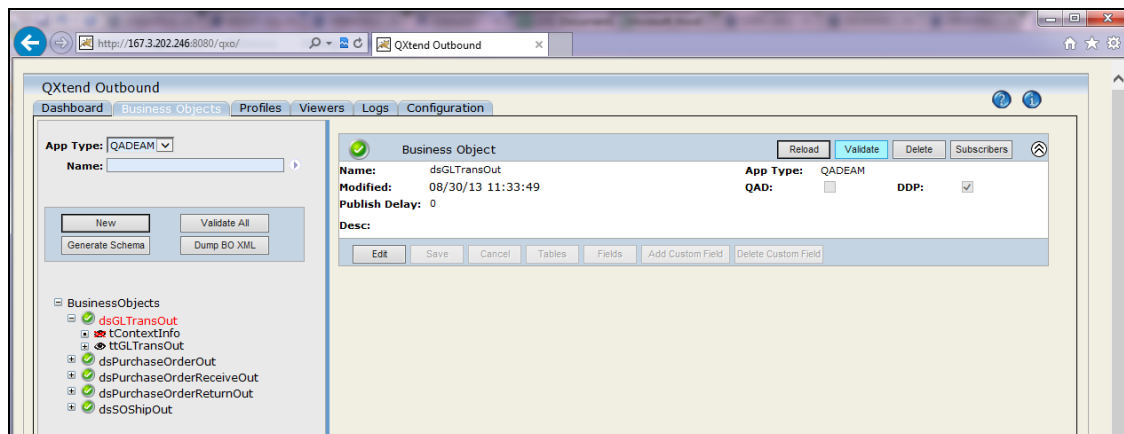 http://167.3.202.246:8080/qxo/
QXtend Outbound
QXtend Outbound
Dashboard Business Objects Profiles Viewers Logs Configuration
App Type: QADEAM
Name:
New Validate All
Generate Schema Dump BO XML
BusinessObjects
dsGLTransOut
tContextInfo
ttGLTransOut
dsPurchaseOrderOut
dsPurchaseOrderReceiveOut
dsPurchaseOrderReturnOut
dsSOShipOut
Business Object Reload Validate Delete Subscribers
Name: dsGLTransOut App Type: QADEAM
Modified: 08/30/13 11:33:49 QAD: DDP:
Publish Delay: 0
Desc:
Edit Save Cancel Tables Fields Add Custom Field Delete Custom Field